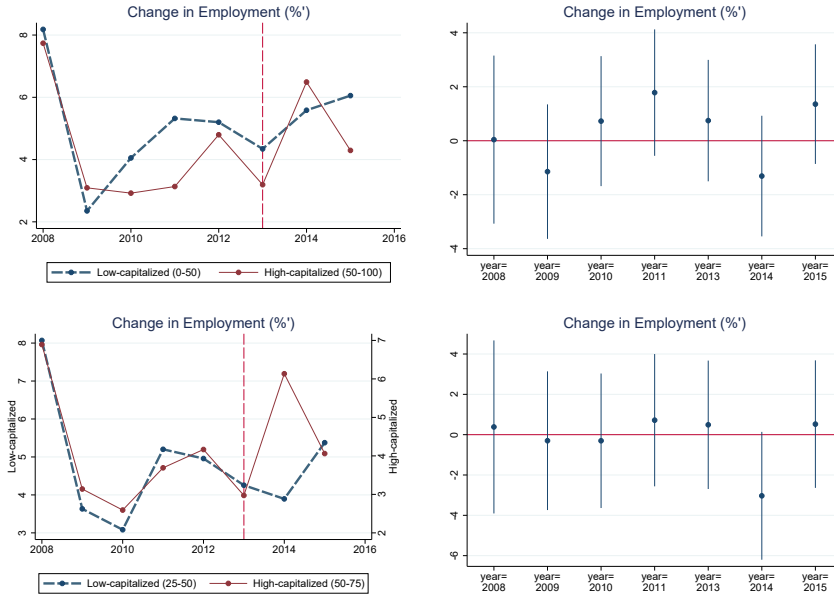 Change in Employment (%')
8
6
4
2
2008
2010
2012
2014
2016
Low-capitalized (0-50)
High-capitalized (50-100)
Change in Employment (%')
4
2
0
-2
-4
year=
2008
year=
2009
year=
2010
year=
2011
year=
2013
year=
2014
year=
2015
Change in Employment (%')
Low-capitalized
8
7
6
5
4
3
High-capitalized
7
6
5
4
3
2
2008
2010
2012
2014
2016
Low-capitalized (25-50)
High-capitalized (50-75)
Change in Employment (%')
4
2
0
-2
-4
-6
year=
2008
year=
2009
year=
2010
year=
2011
year=
2013
year=
2014
year=
2015